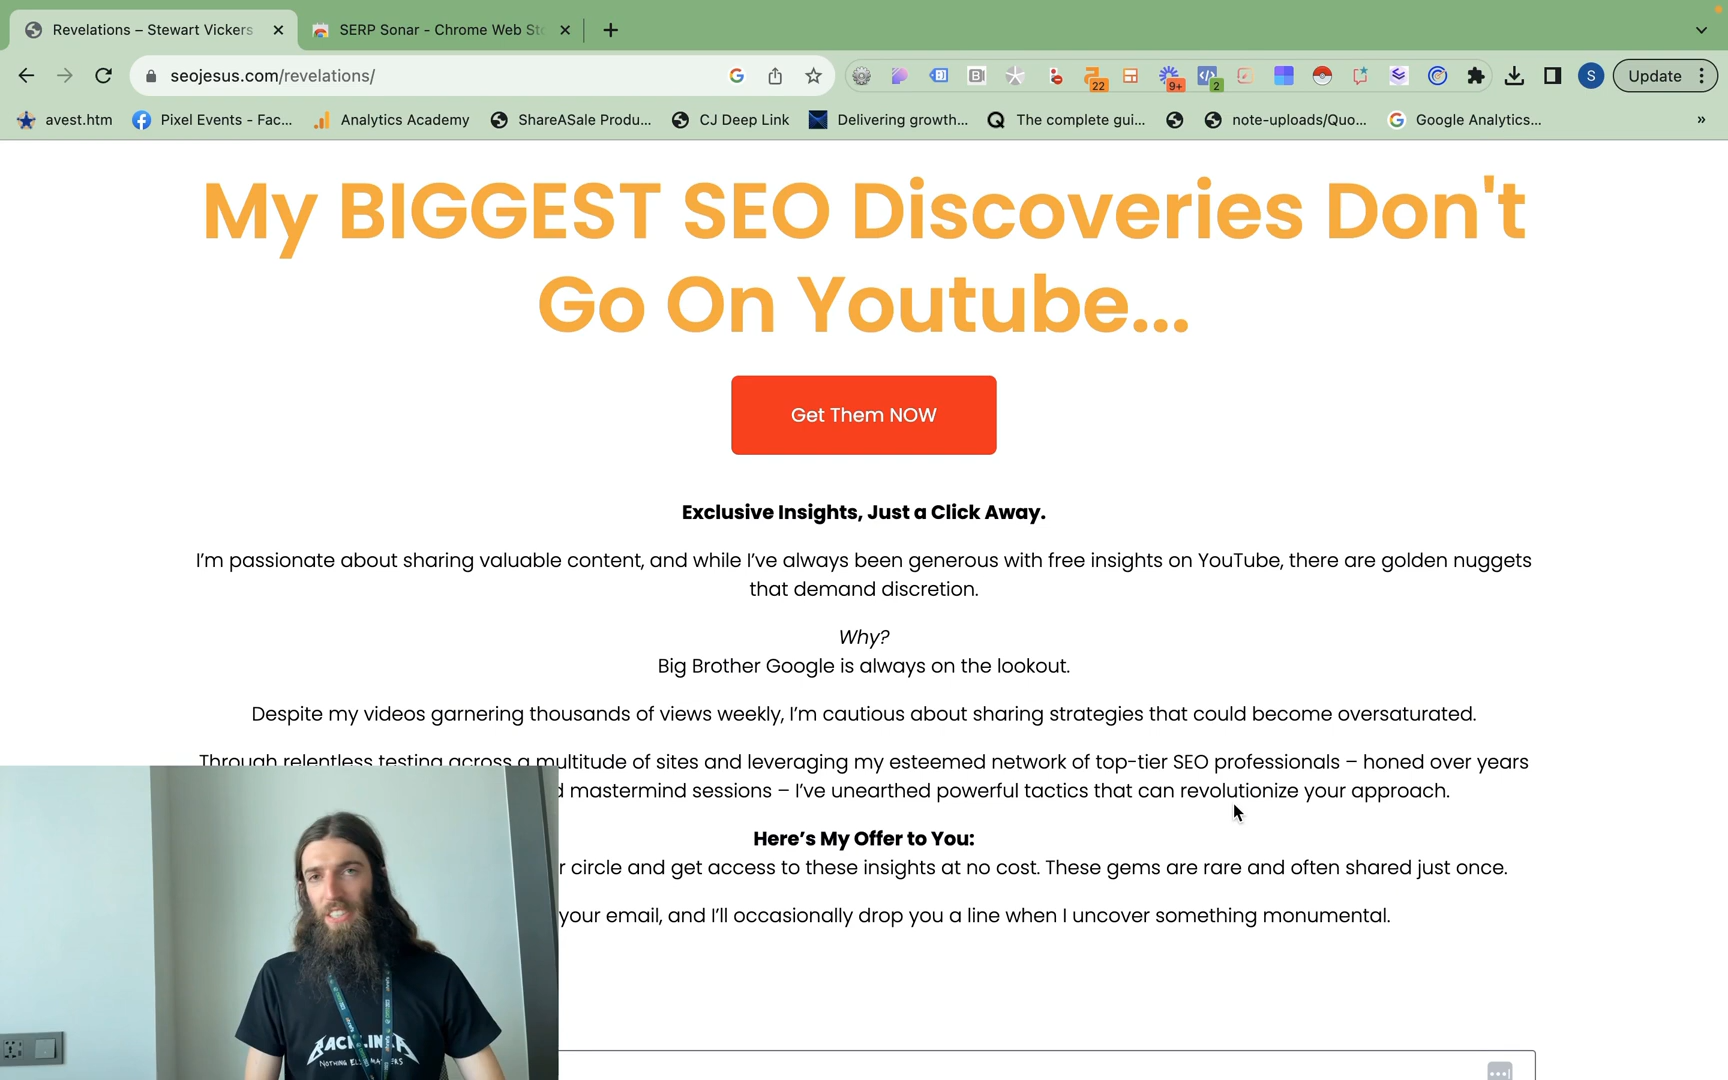 Revelations – Stewart Vickers
SERP Sonar - Chrome Web Sto
seojesus.com/revelations/
22
9+
2
S
Update
avest.htm
Pixel Events - Fac...
Analytics Academy
ShareASale Produ...
CJ Deep Link
Delivering growth...
The complete gui...
note-uploads/Quo...
Google Analytics...
»
My BIGGEST SEO Discoveries Don't
Go On Youtube...
Get Them NOW
Exclusive Insights, Just a Click Away.
I’m passionate about sharing valuable content, and while I’ve always been generous with free insights on YouTube, there are golden nuggets
that demand discretion.
Why?
Big Brother Google is always on the lookout.
Despite my videos garnering thousands of views weekly, I’m cautious about sharing strategies that could become oversaturated.
Through relentless testing across a multitude of sites and leveraging my esteemed network of top-tier SEO professionals – honed over years
d mastermind sessions – I’ve unearthed powerful tactics that can revolutionize your approach.
Here’s My Offer to You:
r circle and get access to these insights at no cost. These gems are rare and often shared just once.
your email, and I’ll occasionally drop you a line when I uncover something monumental.
NOTHING ELSE MATTERS